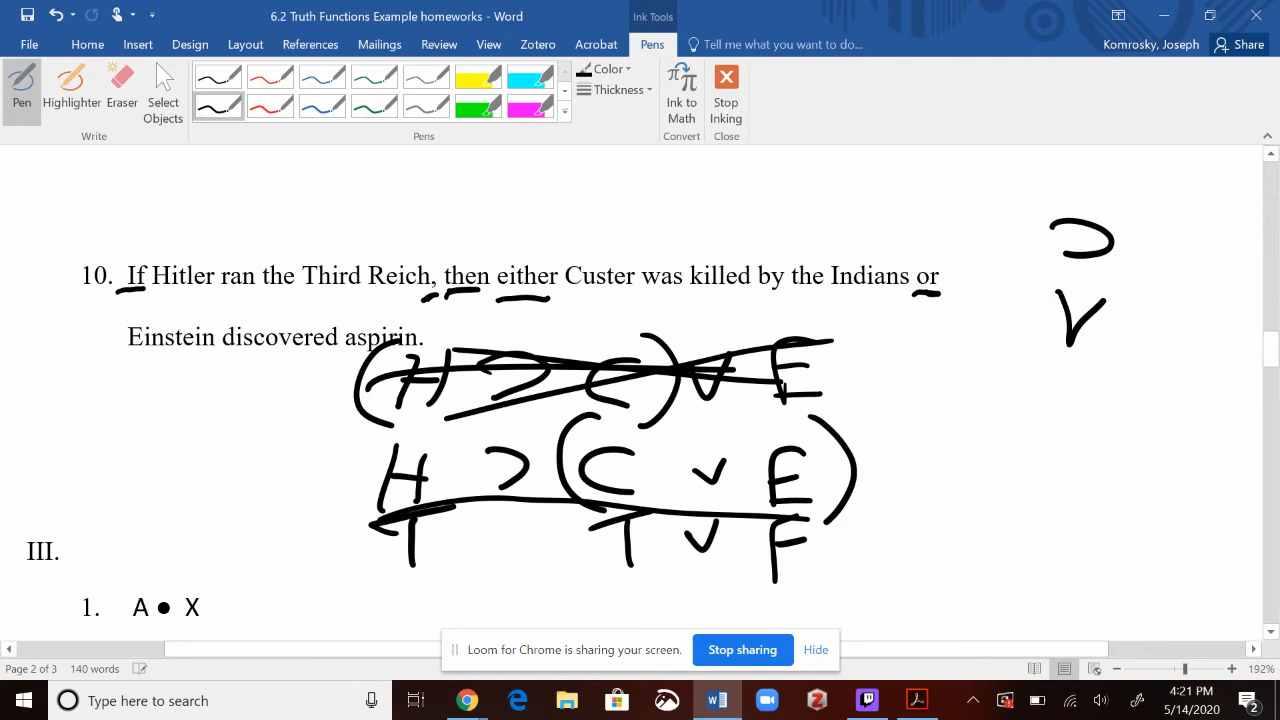 6.2 Truth Functions Example homeworks - Word
Ink Tools
File Home Insert Design Layout References Mailings Review View Zotero Acrobat Pens Tell me what you want to do... Komrosky, Joseph Share
Pen Highlighter Eraser Select Objects
Color
Thickness
Ink to Math
Stop Inking
Write Pens Convert Close
⊃
10. If Hitler ran the Third Reich, then either Custer was killed by the Indians or
v
Einstein discovered aspirin.
(H ⊃ C) v E
H ⊃ (C v E)
T T v F
III.
1. A ● X
Loom for Chrome is sharing your screen. Stop sharing Hide
Page 2 of 3 140 words 192%
Type here to search
4:21 PM
5/14/2020
2